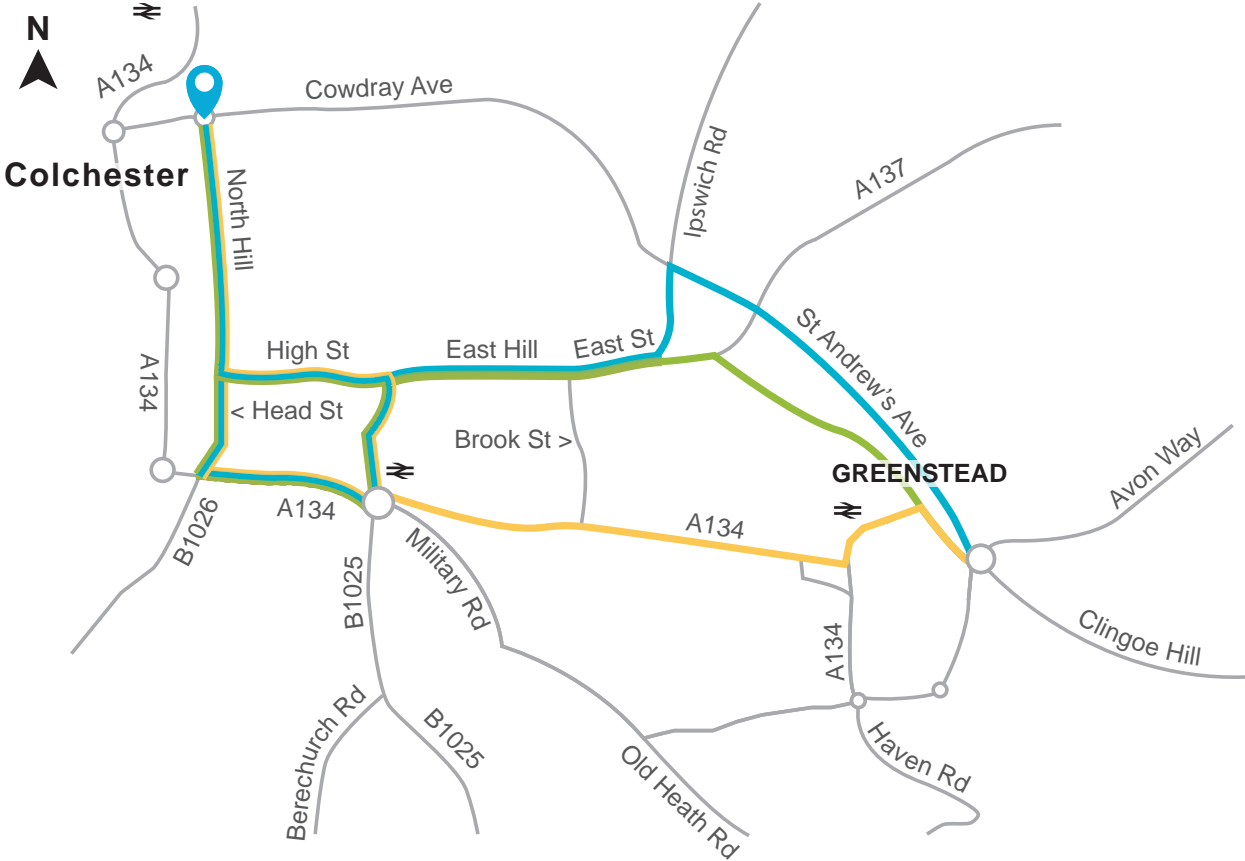 N
A134
Cowdray Ave
Ipswich Rd
Colchester
North Hill
A137
High St
East Hill
East St
St Andrew's Ave
A134
< Head St
Brook St >
GREENSTEAD
Avon Way
A134
B1026
A134
B1025
Military Rd
Clingoe Hill
A134
Berechurch Rd
B1025
Old Heath Rd
Haven Rd